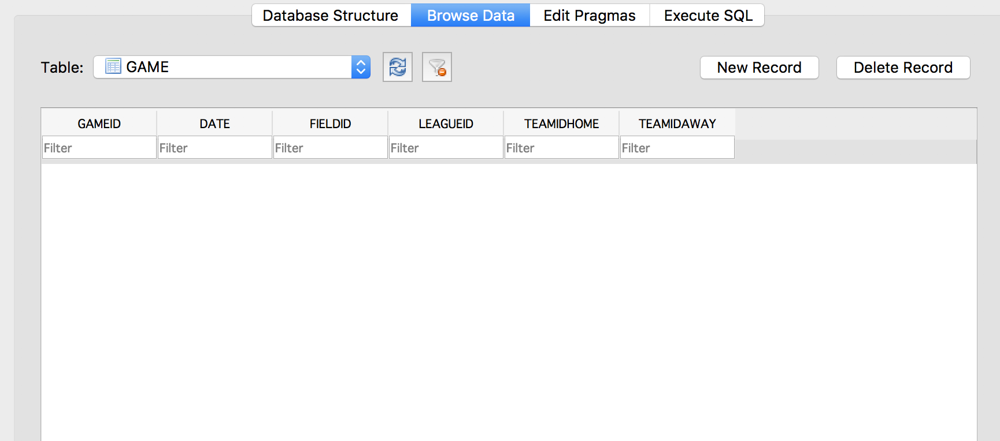 Database Structure Browse Data Edit Pragmas Execute SQL
Table: GAME New Record Delete Record
GAMEID DATE FIELDID LEAGUEID TEAMIDHOME TEAMIDAWAY
Filter Filter Filter Filter Filter Filter